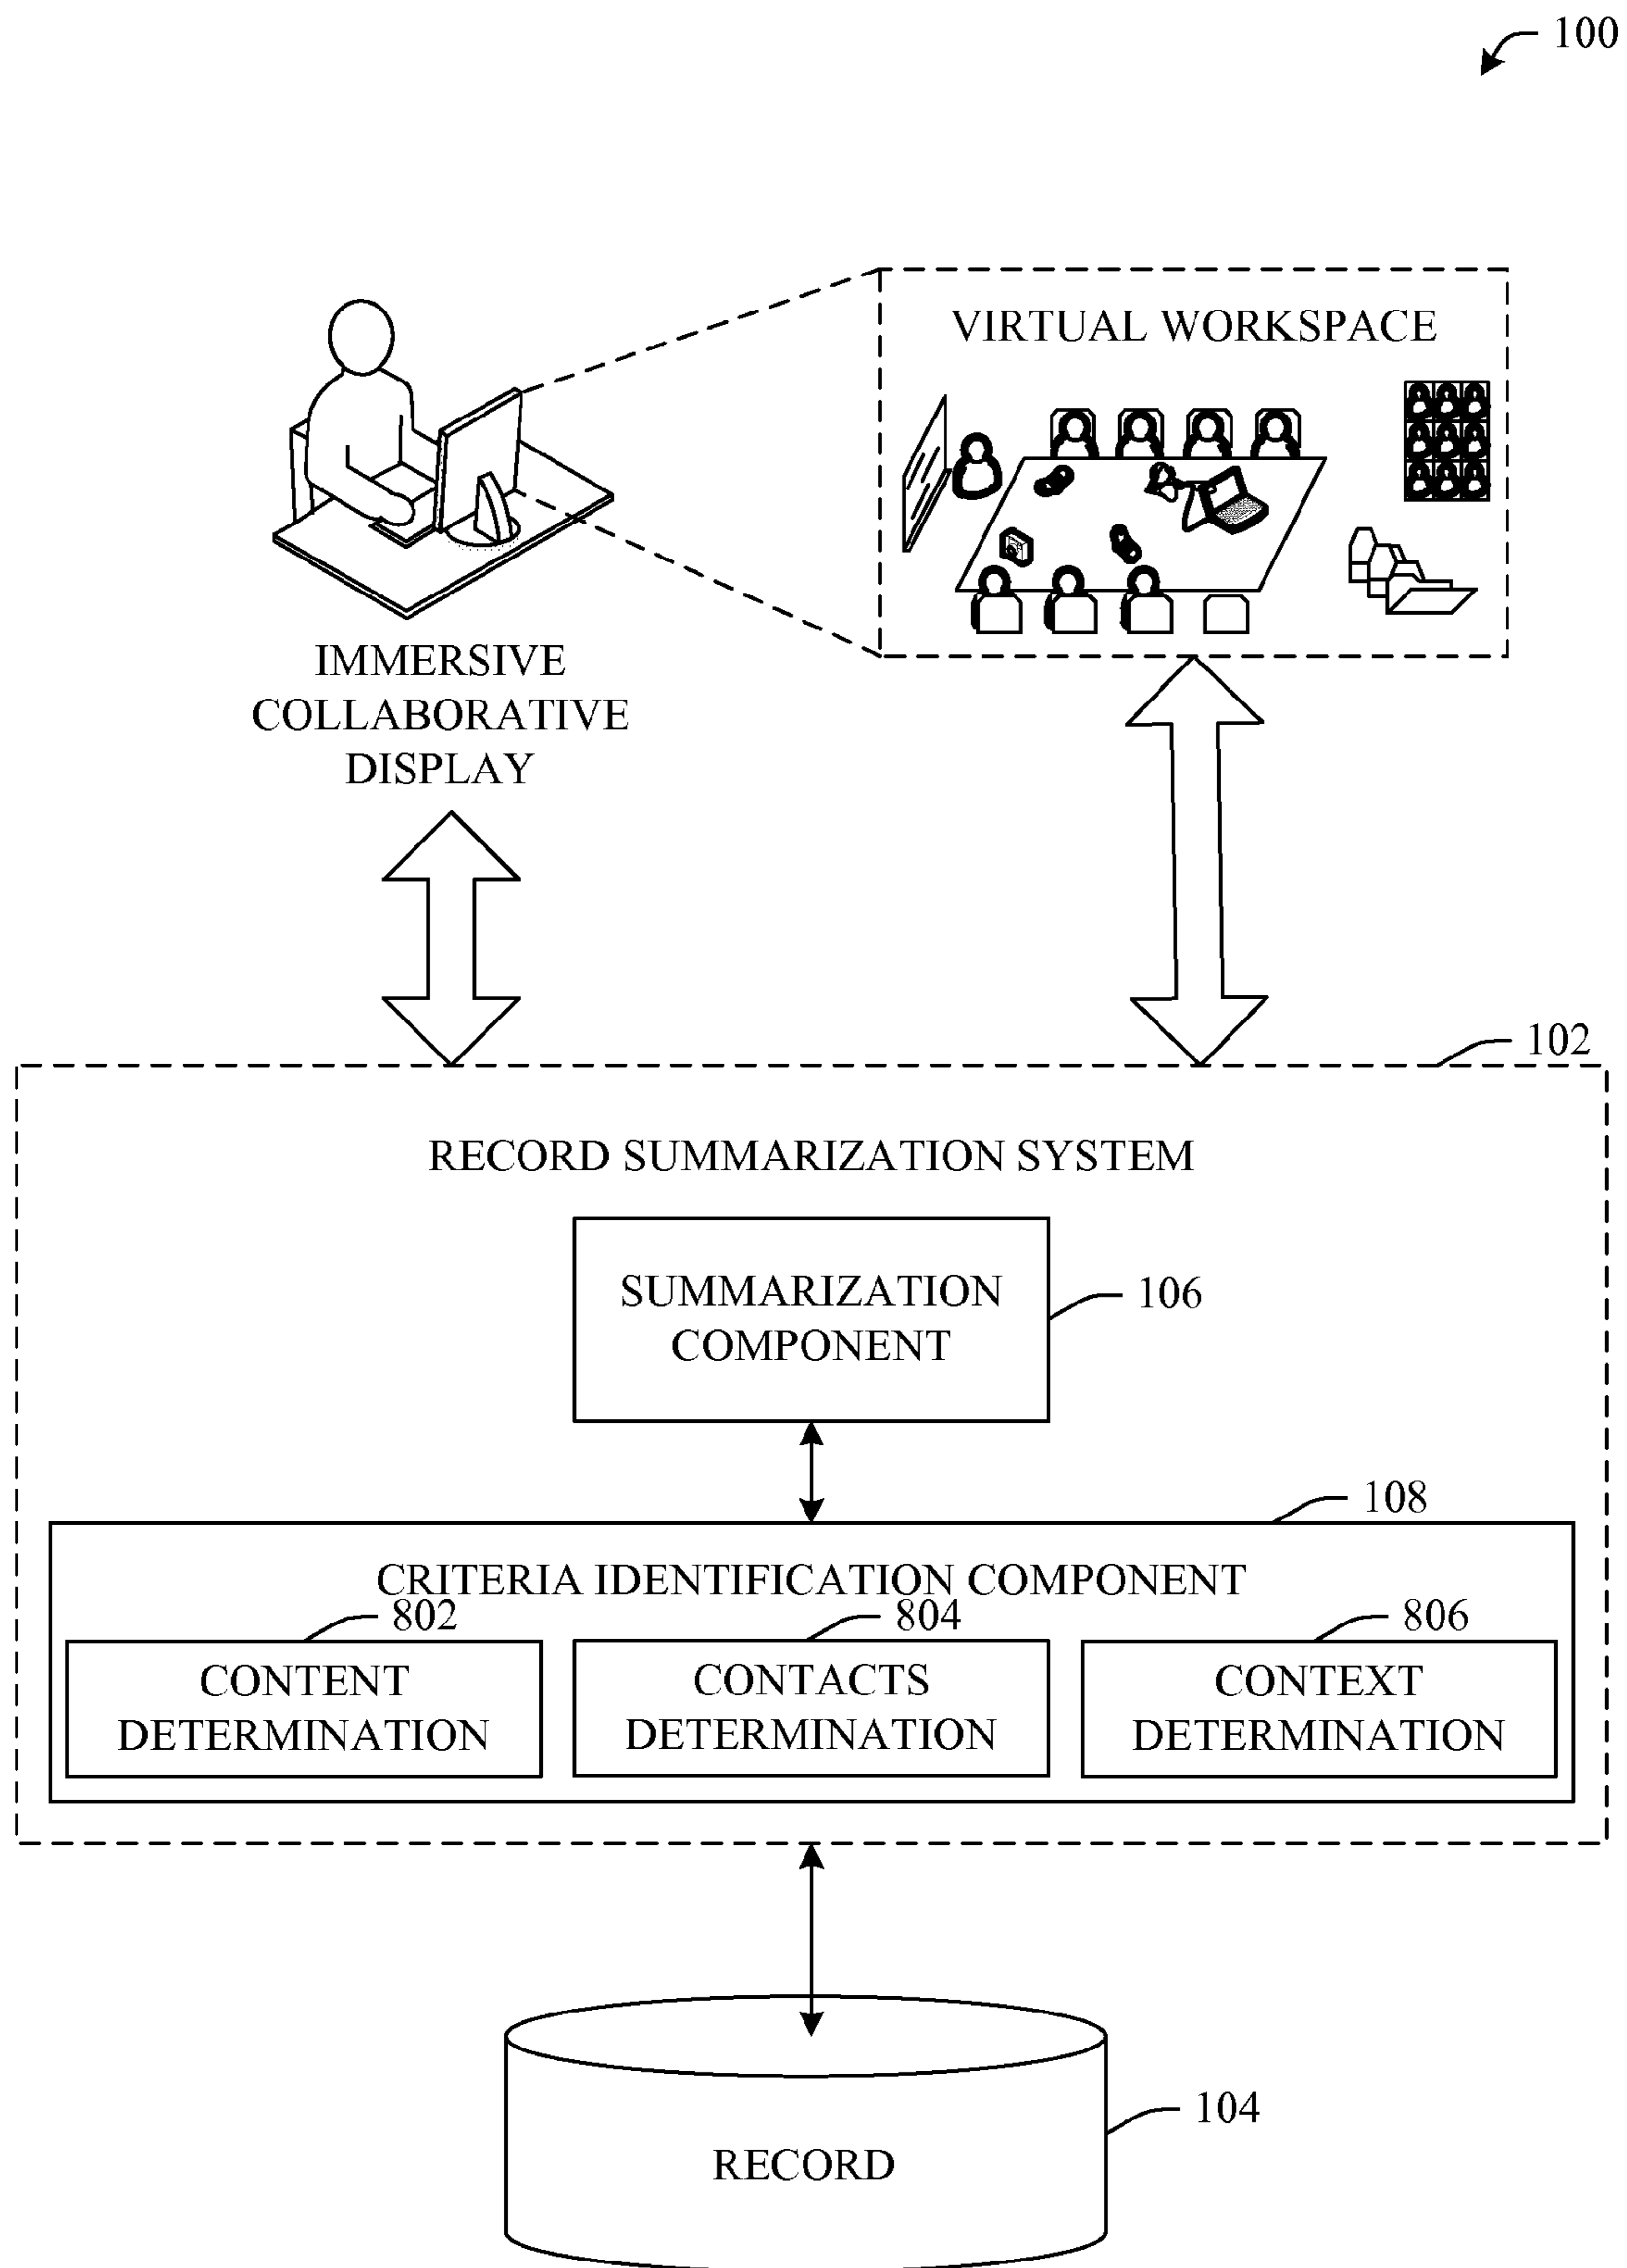 100
VIRTUAL WORKSPACE
IMMERSIVE
COLLABORATIVE
DISPLAY
102
RECORD SUMMARIZATION SYSTEM
SUMMARIZATION
COMPONENT
106
108
CRITERIA IDENTIFICATION COMPONENT
802
804
806
CONTENT
DETERMINATION
CONTACTS
DETERMINATION
CONTEXT
DETERMINATION
104
RECORD